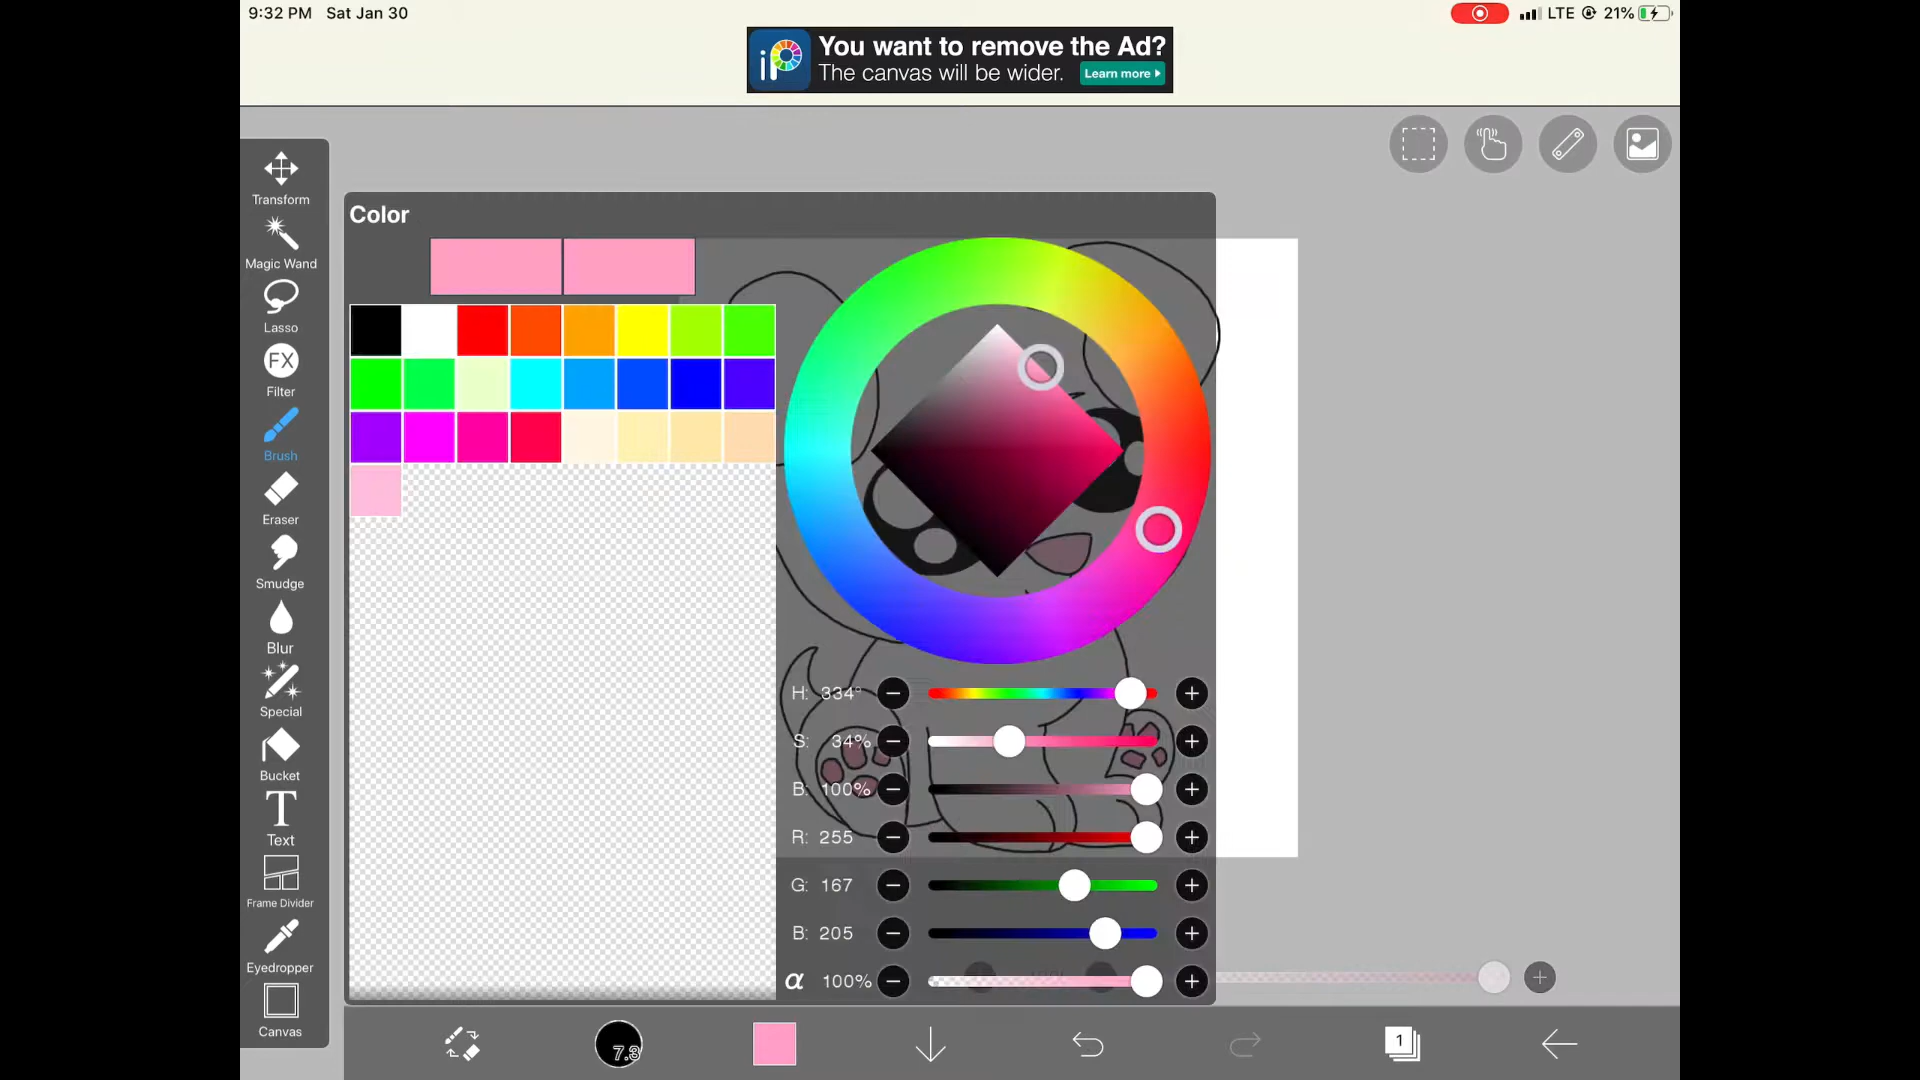 9:32 PM Sat Jan 30
LTE 21%
iP
You want to remove the Ad?
The canvas will be wider. Learn more
Transform
Magic Wand
Lasso
FX
Filter
Brush
Eraser
Smudge
Blur
Special
Bucket
T
Text
Frame Divider
Eyedropper
Canvas
Color
H: 334°
S: 34%
B: 100%
R: 255
G: 167
B: 205
α 100%
7.3
1